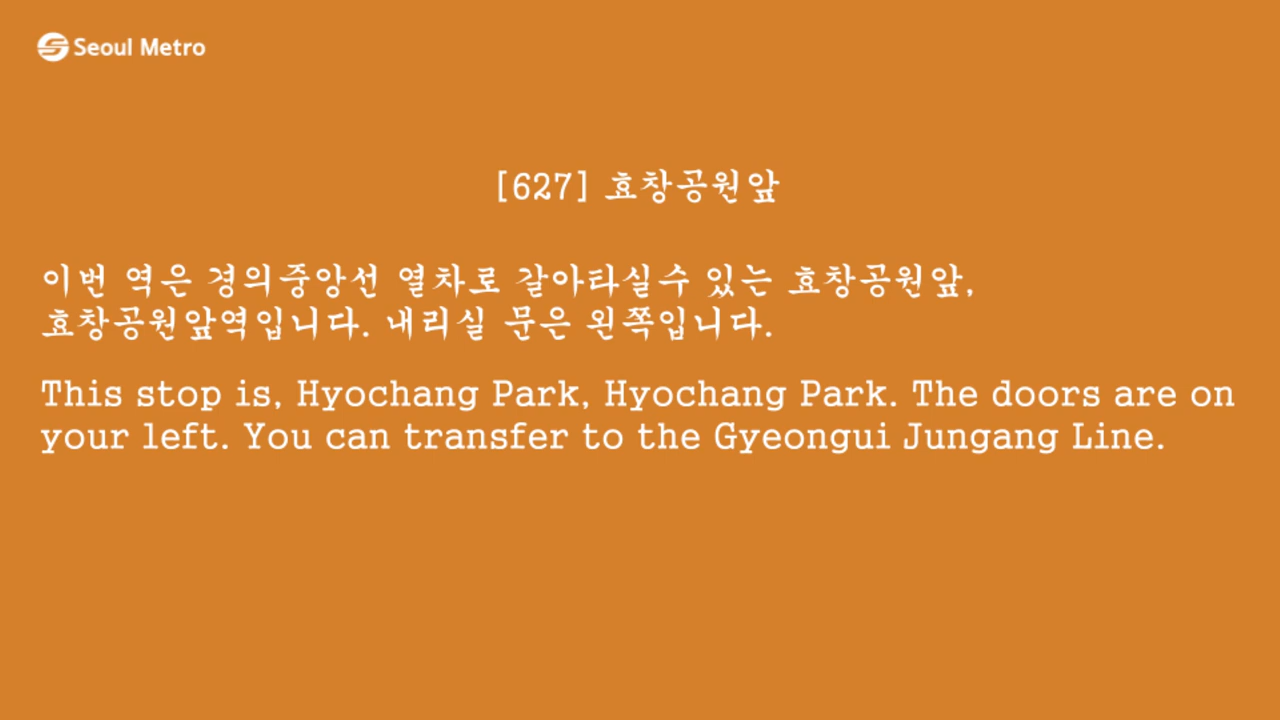 Seoul Metro
[627] 효창공원앞
이번 역은 경의중앙선 열차로 갈아타실수 있는 효창공원앞,
효창공원앞역입니다. 내리실 문은 왼쪽입니다.
This stop is, Hyochang Park, Hyochang Park. The doors are on
your left. You can transfer to the Gyeongui Jungang Line.